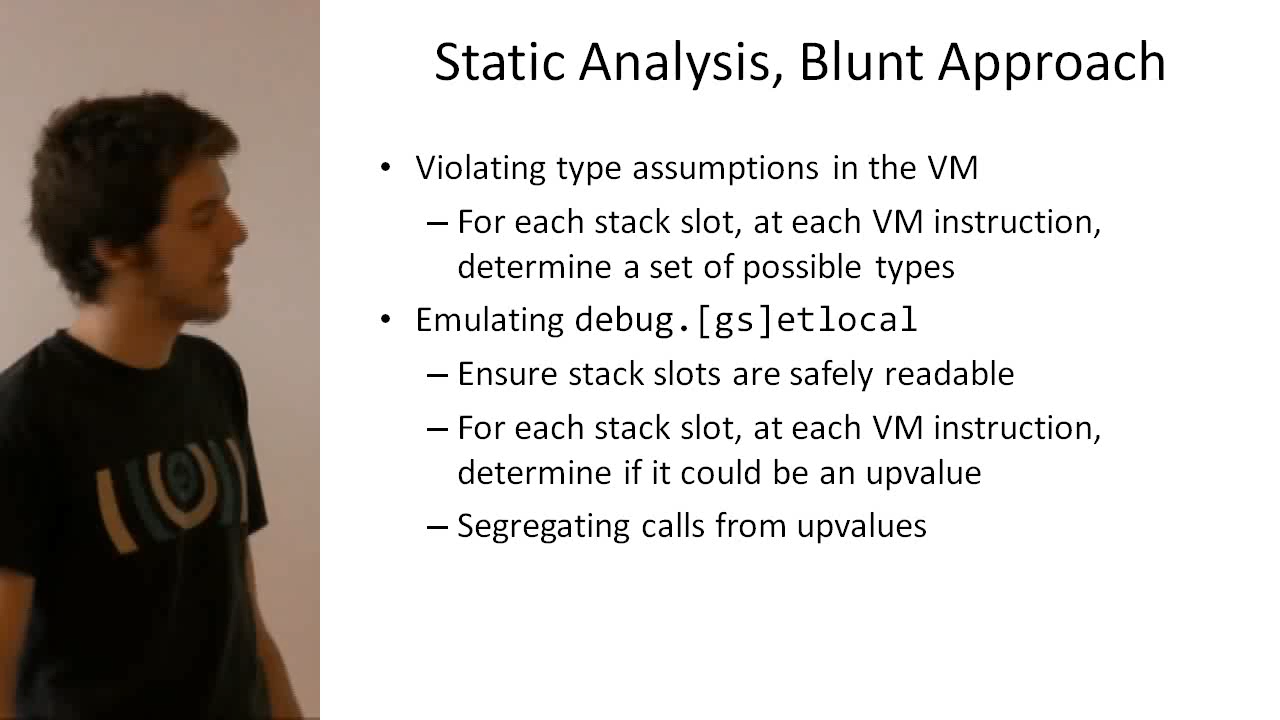 Static Analysis, Blunt Approach
• Violating type assumptions in the VM
– For each stack slot, at each VM instruction,
determine a set of possible types
• Emulating debug.[gs]etlocal
– Ensure stack slots are safely readable
– For each stack slot, at each VM instruction,
determine if it could be an upvalue
– Segregating calls from upvalues